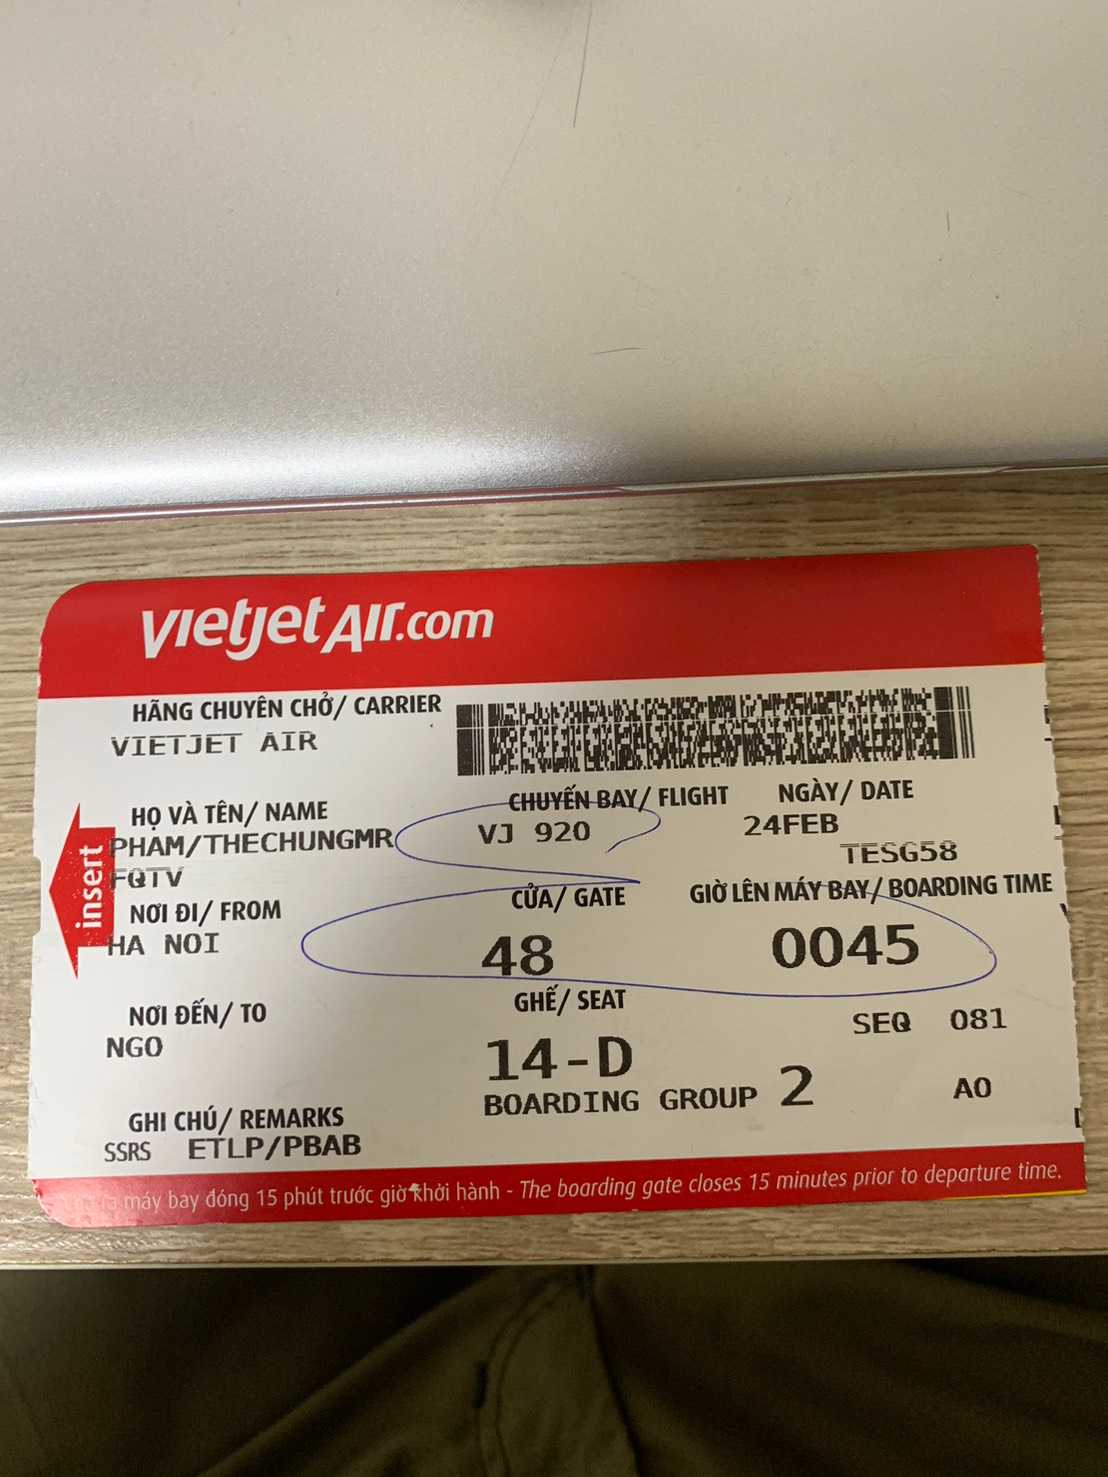 vietjetAir.com
HÃNG CHUYÊN CHỞ/ CARRIER
VIETJET AIR
HỌ VÀ TÊN/ NAME
PHAM/THECHUNGMR
FQTV
CHUYẾN BAY/ FLIGHT
VJ 920
NGÀY/ DATE
24FEB
TESG58
insert
NƠI ĐI/ FROM
HA NOI
CỬA/ GATE
48
GIỜ LÊN MÁY BAY/ BOARDING TIME
0045
NƠI ĐẾN/ TO
NGO
GHẾ/ SEAT
14-D
SEQ 081
BOARDING GROUP 2
AO
GHI CHÚ/ REMARKS
SSRS ETLP/PBAB
máy bay đóng 15 phút trước giờ khởi hành - The boarding gate closes 15 minutes prior to departure time.